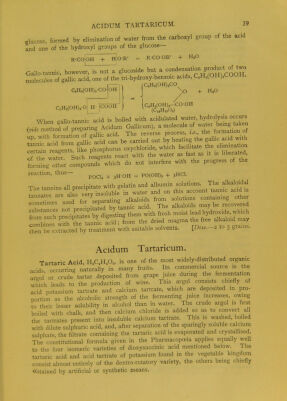 ACIDUM TARTARICUM. 39
glucose, formed by elimination of water from the carboxyl group of the acid
and one of the hydroxyl groups of the glucose—
R·CO·OH + HO·R' = R·CO·OR' + H₂O
Gallo-tannin, however, is not a glucoside but a condensation product of two
molecules of gallic acid, one of the tri-hydroxy-benzoic acids, C₆H₂(OH)₃COOH,
When gallo-tannic acid is boiled with acidulated water, hydrolysis occurs
(vide method of preparing Acidum Gallicum), a molecule of water being taken
up, with formation of gallic acid. The reverse process, i.e., the formation of
tannic acid from gallic acid can be carried out by heating the gallic acid with
certain reagents, like phosphorus oxychloride, which facilitate the elimination
of the water. Such reagents react with the water as fast as it is liberated,
forming other compounds which do not interfere with the progress of the
reaction, thus—
POCl₃ + 3H·OH = PO(OH)₃ + 3HCl.
The tannins all precipitate with gelatin and albumin solutions. The alkaloidal
tannates are also very insoluble in water and on this account tannic acid is
sometimes used for separating alkaloids from solutions containing other
substances not precipitated by tannic acid. The alkaloids may be recovered
from such precipitates by digesting them with fresh moist lead hydroxide, which
combines with the tannic acid; from the dried magma the free alkaloid may
then be extracted by treatment with suitable solvents. [Dose.—2 to 5 grains.
Acidum Tartaricum.
Tartaric Acid, H₂C₄H₄O₆, is one of the most widely-distributed organic
acids, occurring naturally in many fruits. Its commercial source is the
argol or crude tartar deposited from grape juice during the fermentation
which leads to the production of wine. This argol consists chiefly of
acid potassium tartrate and calcium tartrate, which are deposited in pro-
portion as the alcoholic strength of the fermenting juice increases, owing
to their lesser solubility in alcohol than in water. The crude argol is first
boiled with chalk, and then calcium chloride is added so as to convert all
the tartrates present into insoluble calcium tartrate. This is washed, boiled
with dilute sulphuric acid, and, after separation of the sparingly soluble calcium
sulphate, the filtrate containing the tartaric acid is evaporated and crystallised.
The constitutional formula given in the Pharmacopœia applies equally well
to the four isomeric varieties of dioxysuccinic acid mentioned below. The
tartaric acid and acid tartrate of potassium found in the vegetable kingdom
consist almost entirely of the dextro-rotatory variety, the others being chiefly
obtained by artificial or synthetic means.